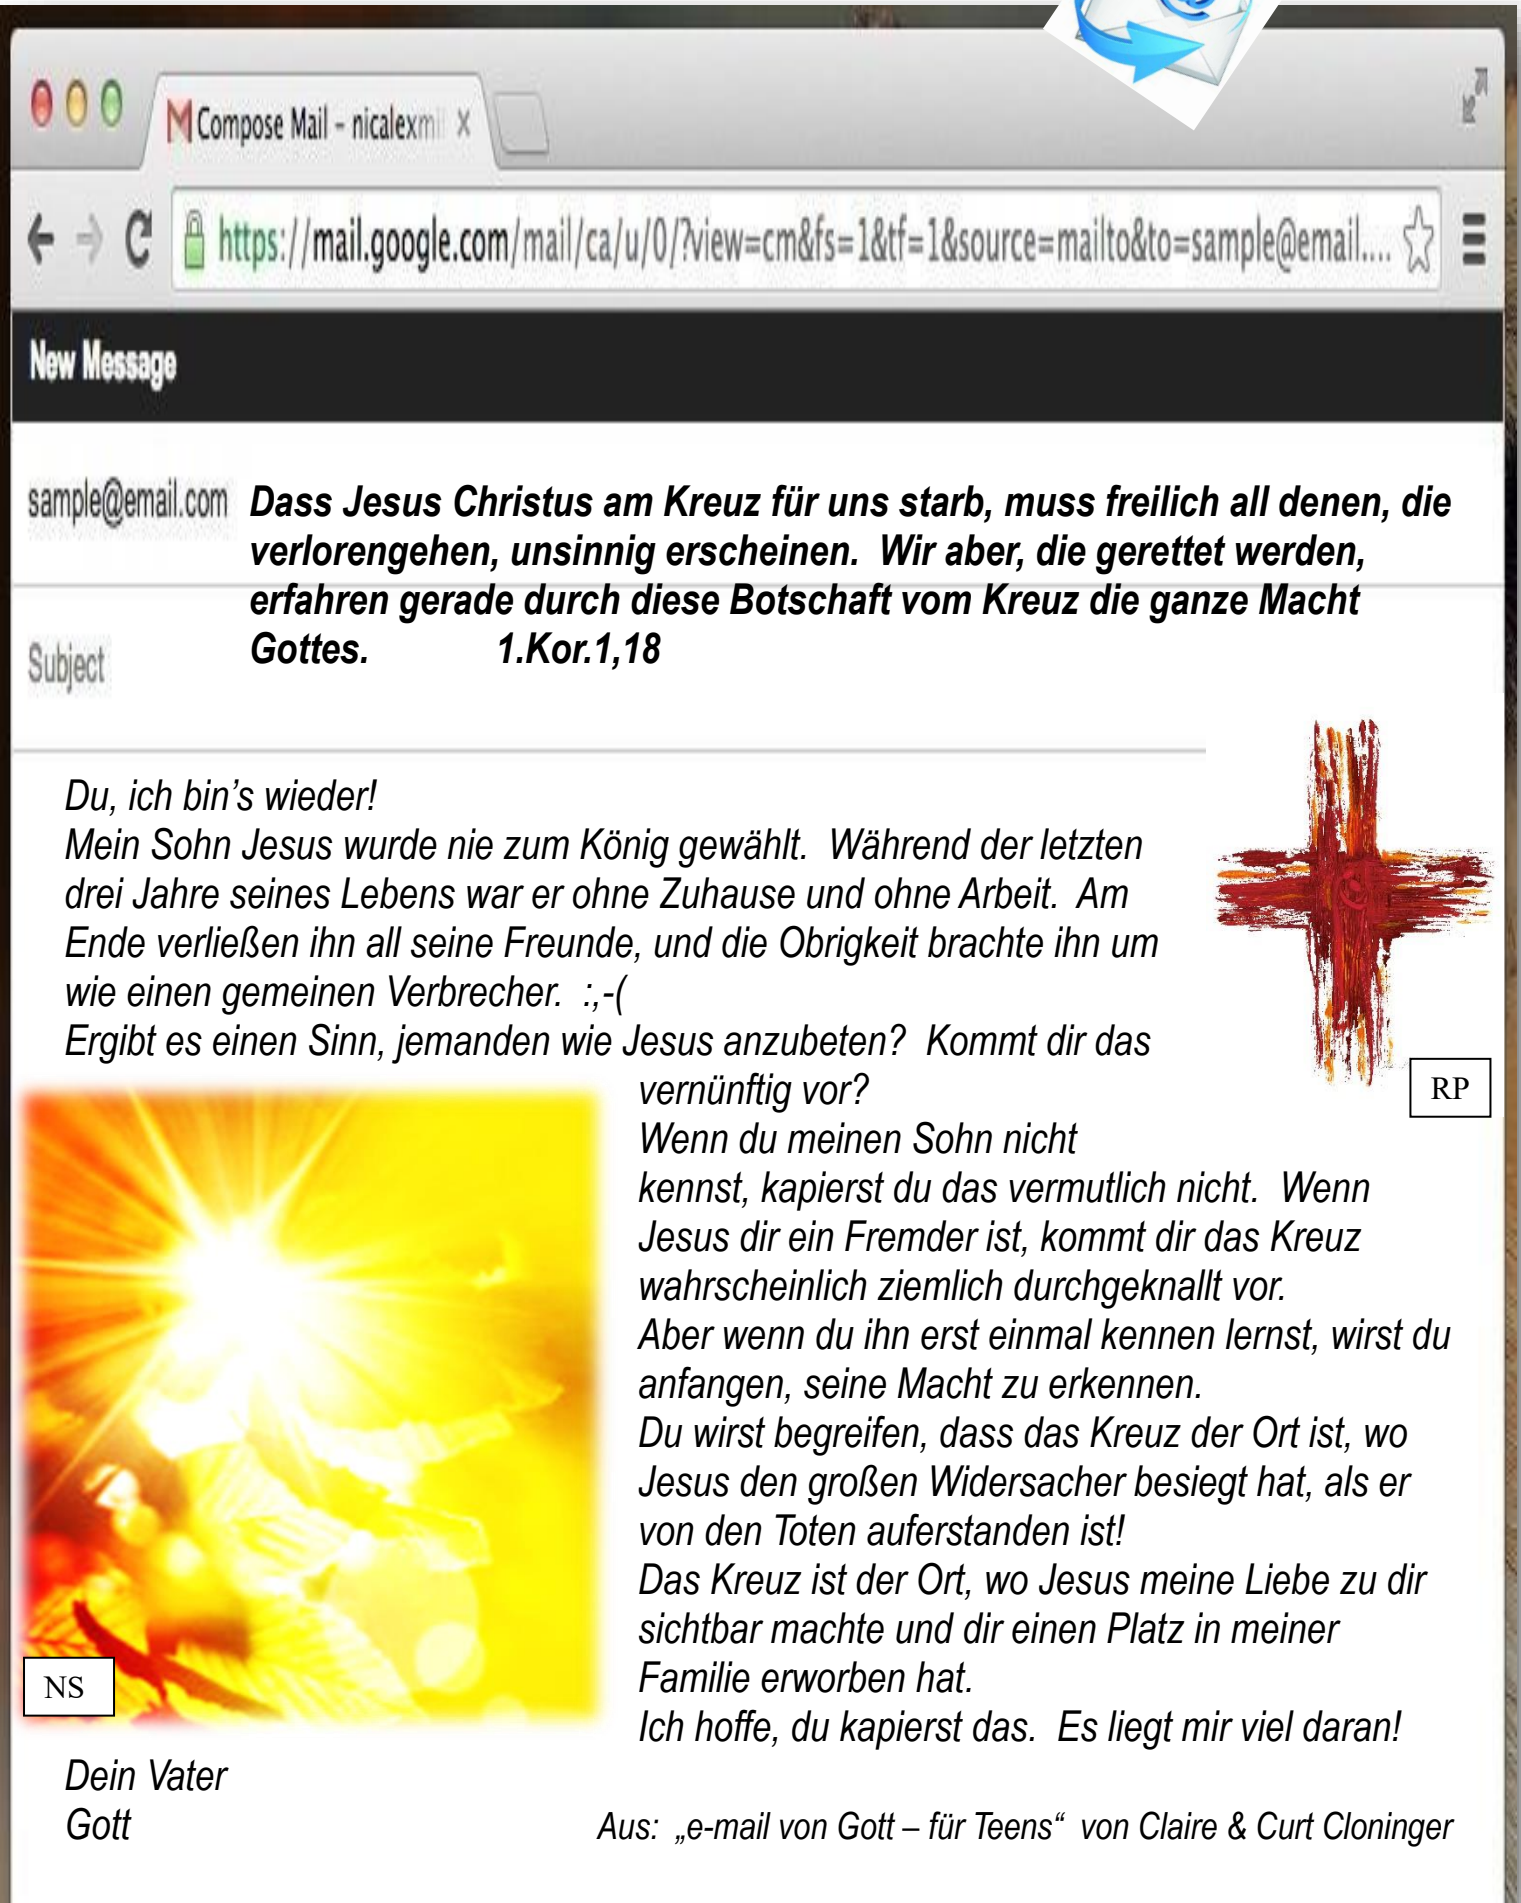 Compose Mail - nicalexmi
https://mail.google.com/mail/ca/u/0/?view=cm&fs=1&tf=1&source=mailto&to=sample@email....
New Message
sample@email.com
Dass Jesus Christus am Kreuz für uns starb, muss freilich all denen, die
verlorengehen, unsinnig erscheinen. Wir aber, die gerettet werden,
erfahren gerade durch diese Botschaft vom Kreuz die ganze Macht
Gottes. 1.Kor.1,18
Subject
Du, ich bin's wieder!
Mein Sohn Jesus wurde nie zum König gewählt. Während der letzten
drei Jahre seines Lebens war er ohne Zuhause und ohne Arbeit. Am
Ende verließen ihn all seine Freunde, und die Obrigkeit brachte ihn um
wie einen gemeinen Verbrecher. :,-(
Ergibt es einen Sinn, jemanden wie Jesus anzubeten? Kommt dir das
vernünftig vor?
RP
Wenn du meinen Sohn nicht
kennst, kapierst du das vermutlich nicht. Wenn
Jesus dir ein Fremder ist, kommt dir das Kreuz
wahrscheinlich ziemlich durchgeknallt vor.
Aber wenn du ihn erst einmal kennen lernst, wirst du
anfangen, seine Macht zu erkennen.
Du wirst begreifen, dass das Kreuz der Ort ist, wo
Jesus den großen Widersacher besiegt hat, als er
von den Toten auferstanden ist!
Das Kreuz ist der Ort, wo Jesus meine Liebe zu dir
sichtbar machte und dir einen Platz in meiner
Familie erworben hat.
NS
Ich hoffe, du kapierst das. Es liegt mir viel daran!
Dein Vater
Gott
Aus: „e-mail von Gott – für Teens“ von Claire & Curt Cloninger